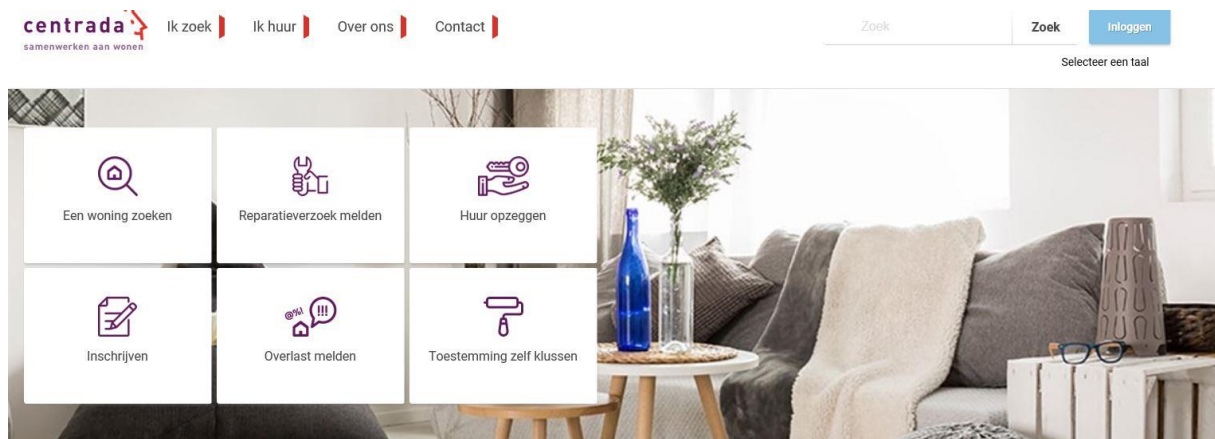 centrada
samenwerken aan wonen
Ik zoek
Ik huur
Over ons
Contact
Zoek
Zoek
Inloggen
Selecteer een taal
Een woning zoeken
Reparatieverzoek melden
Huur opzeggen
@%!
!!!
Inschrijven
Overlast melden
Toestemming zelf klussen